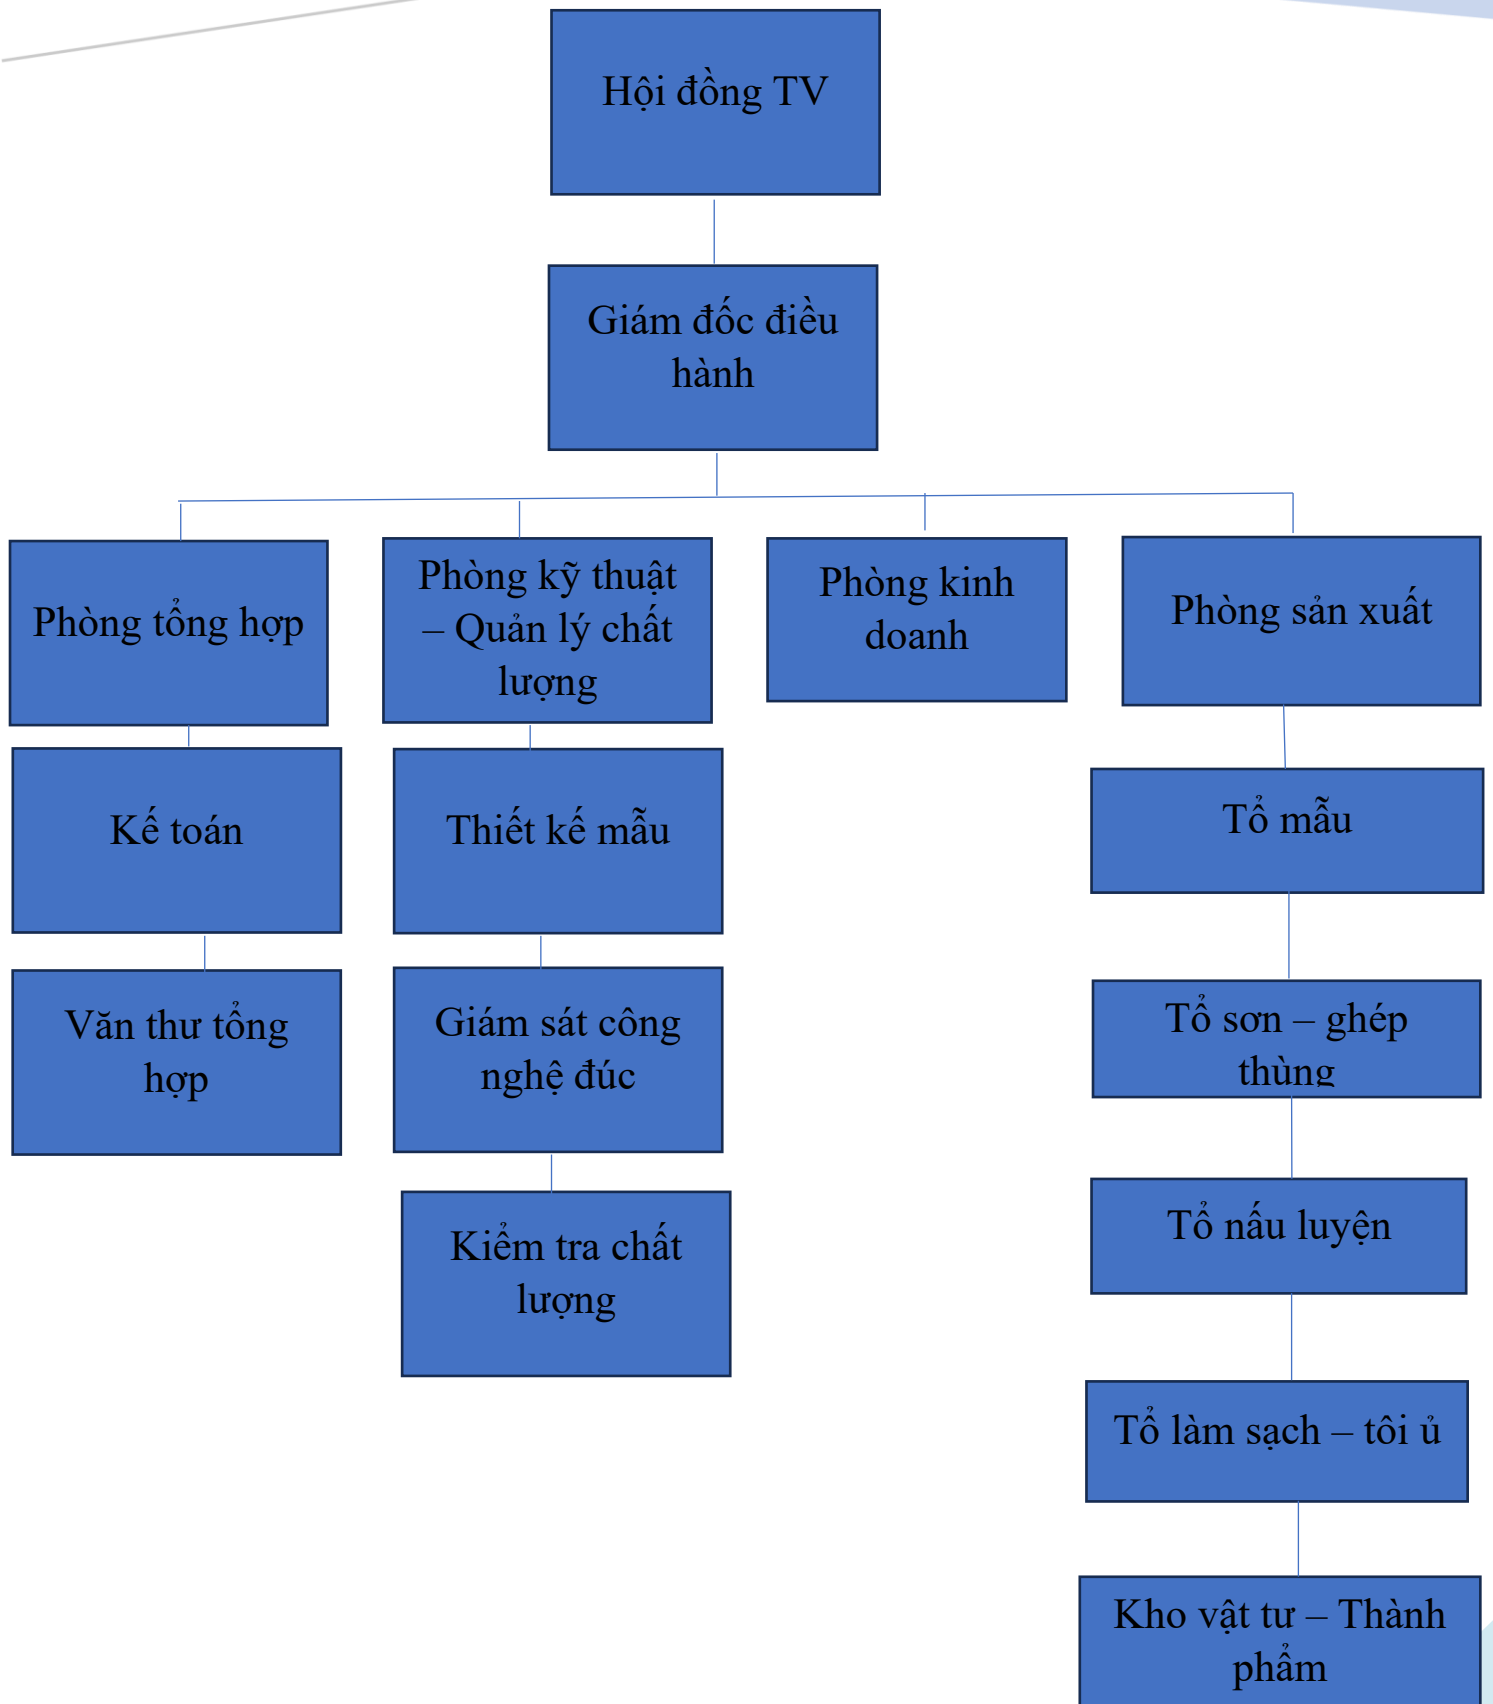 Hội đồng TV
Giám đốc điều
hành
Phòng tổng hợp
Phòng kỹ thuật
– Quản lý chất
lượng
Phòng kinh
doanh
Phòng sản xuất
Kế toán
Thiết kế mẫu
Tổ mẫu
Văn thư tổng
hợp
Giám sát công
nghệ đúc
Tổ sơn – ghép
thùng
Kiểm tra chất
lượng
Tổ nấu luyện
Tổ làm sạch – tôi ủ
Kho vật tư – Thành
phẩm